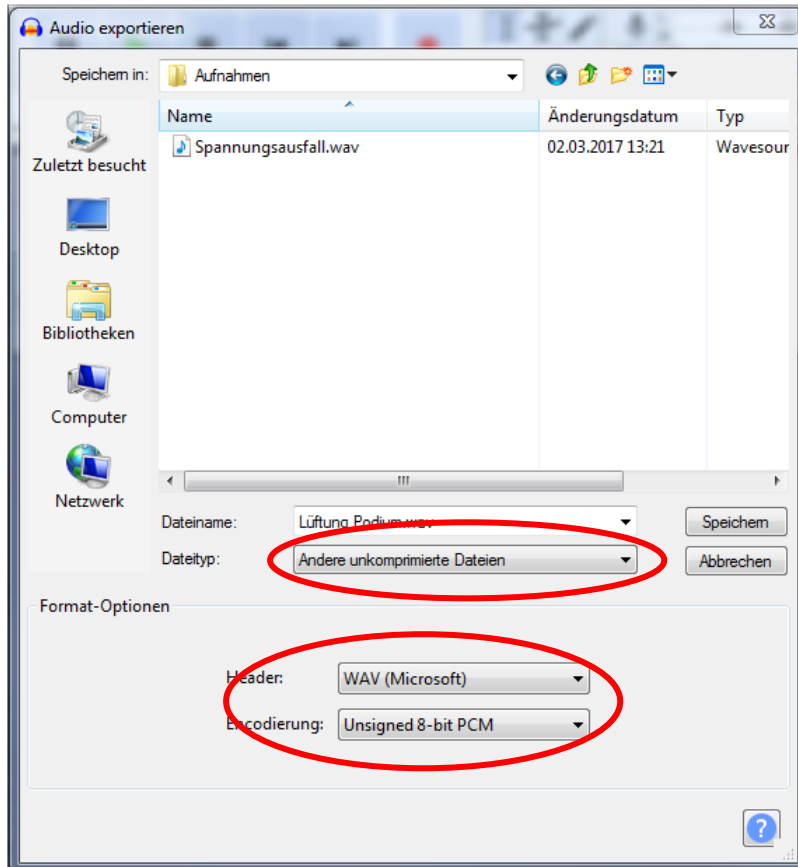 Audio exportieren
Speichern in: Aufnahmen
Name Änderungsdatum Typ
Spannungsausfall.wav 02.03.2017 13:21 Wavesour
Zuletzt besucht
Desktop
Bibliotheken
Computer
Netzwerk
Dateiname: Lüftung Podium.wav Speichern
Dateityp: Andere unkomprimierte Dateien Abbrechen
Format-Optionen
Header: WAV (Microsoft)
Encodierung: Unsigned 8-bit PCM